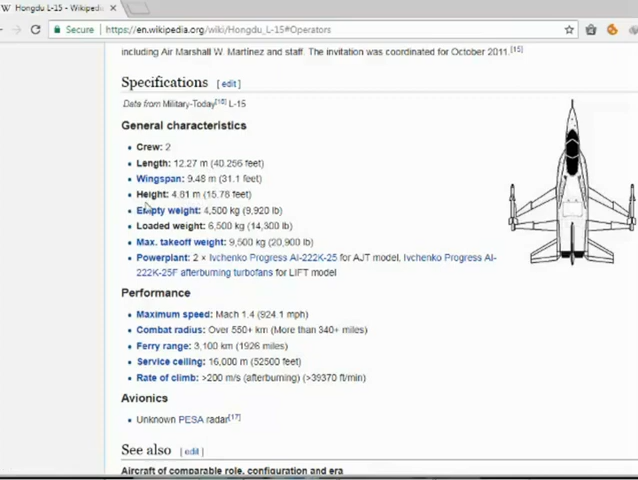 W Hongdu L-15 - Wikipedia ×
Secure | https://en.wikipedia.org/wiki/Hongdu_L-15#Operators
including Air Marshall W. Martinez and staff. The invitation was coordinated for October 2011.[15]
Specifications [ edit ]
Data from Military-Today[16] L-15
General characteristics
• Crew: 2
• Length: 12.27 m (40.256 feet)
• Wingspan: 9.48 m (31.1 feet)
• Height: 4.81 m (15.78 feet)
• Empty weight: 4,500 kg (9,920 lb)
• Loaded weight: 6,500 kg (14,300 lb)
• Max. takeoff weight: 9,500 kg (20,900 lb)
• Powerplant: 2 × Ivchenko Progress AI-222K-25 for AJT model, Ivchenko Progress AI-
222K-25F afterburning turbofans for LIFT model
Performance
• Maximum speed: Mach 1.4 (924.1 mph)
• Combat radius: Over 550+ km (More than 340+ miles)
• Ferry range: 3,100 km (1926 miles)
• Service ceiling: 16,000 m (52500 feet)
• Rate of climb: >200 m/s (afterburning) (>39370 ft/min)
Avionics
• Unknown PESA radar[17]
See also [ edit ]
Aircraft of comparable role, configuration and era